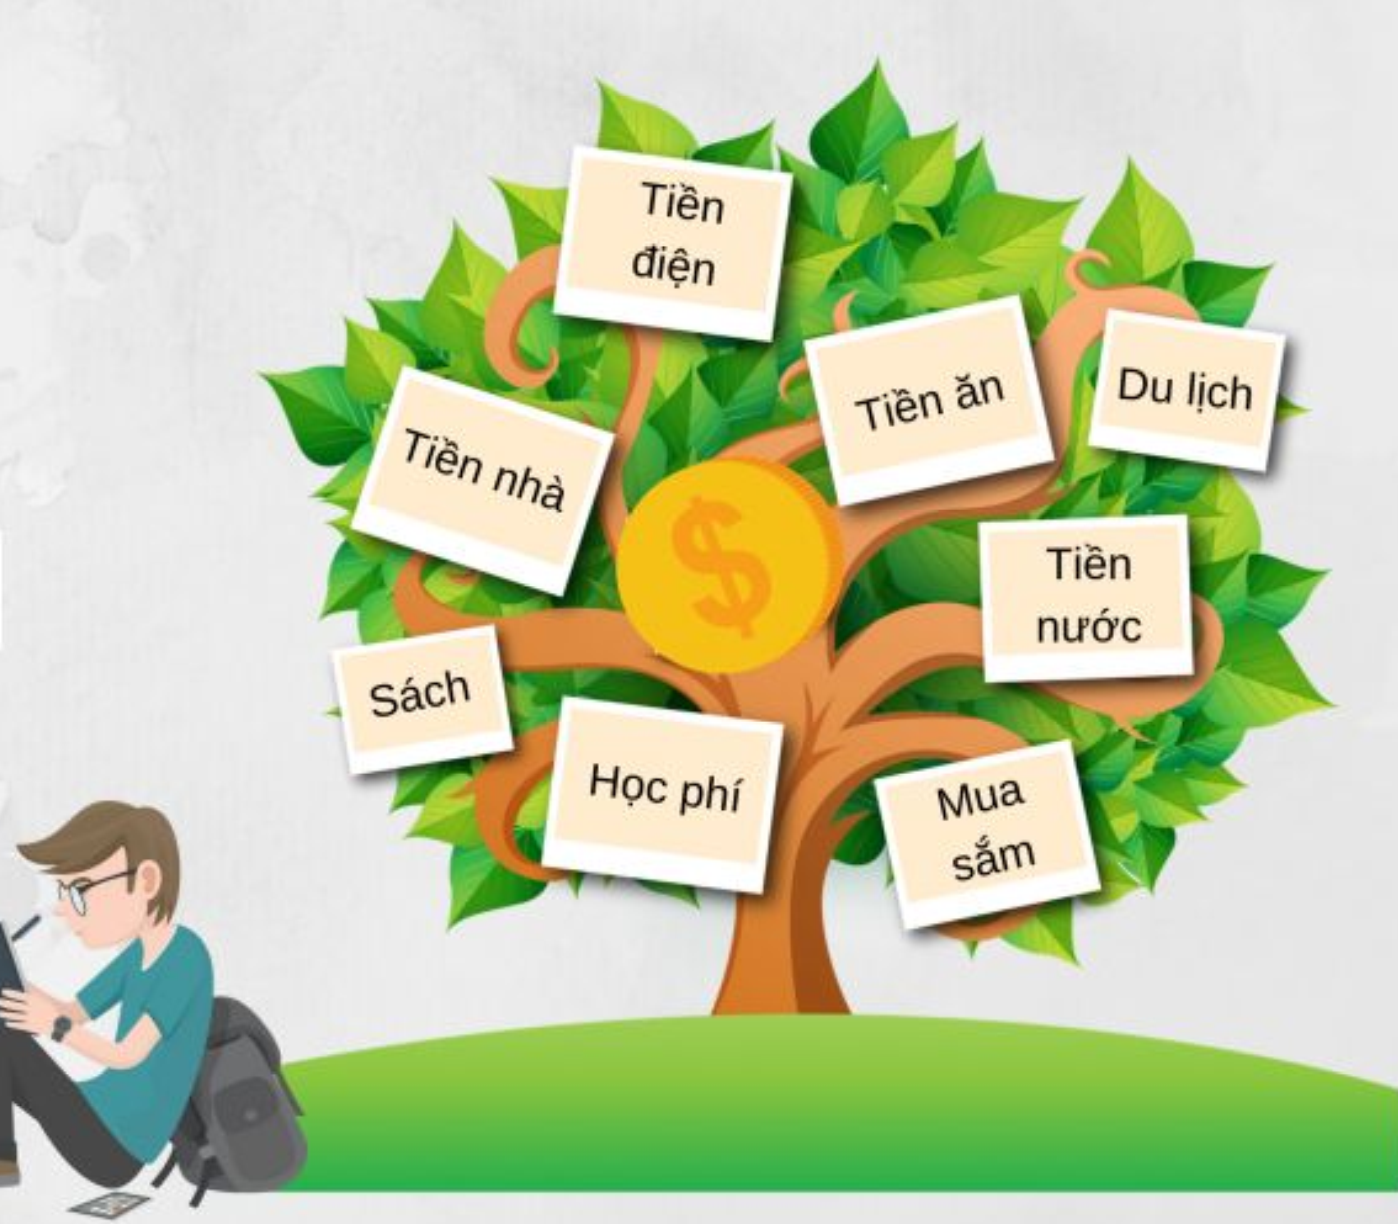 Tiền
điện
Tiền ăn
Du lịch
Tiền nhà
Tiền
nước
Sách
Học phí
Mua
sắm
$